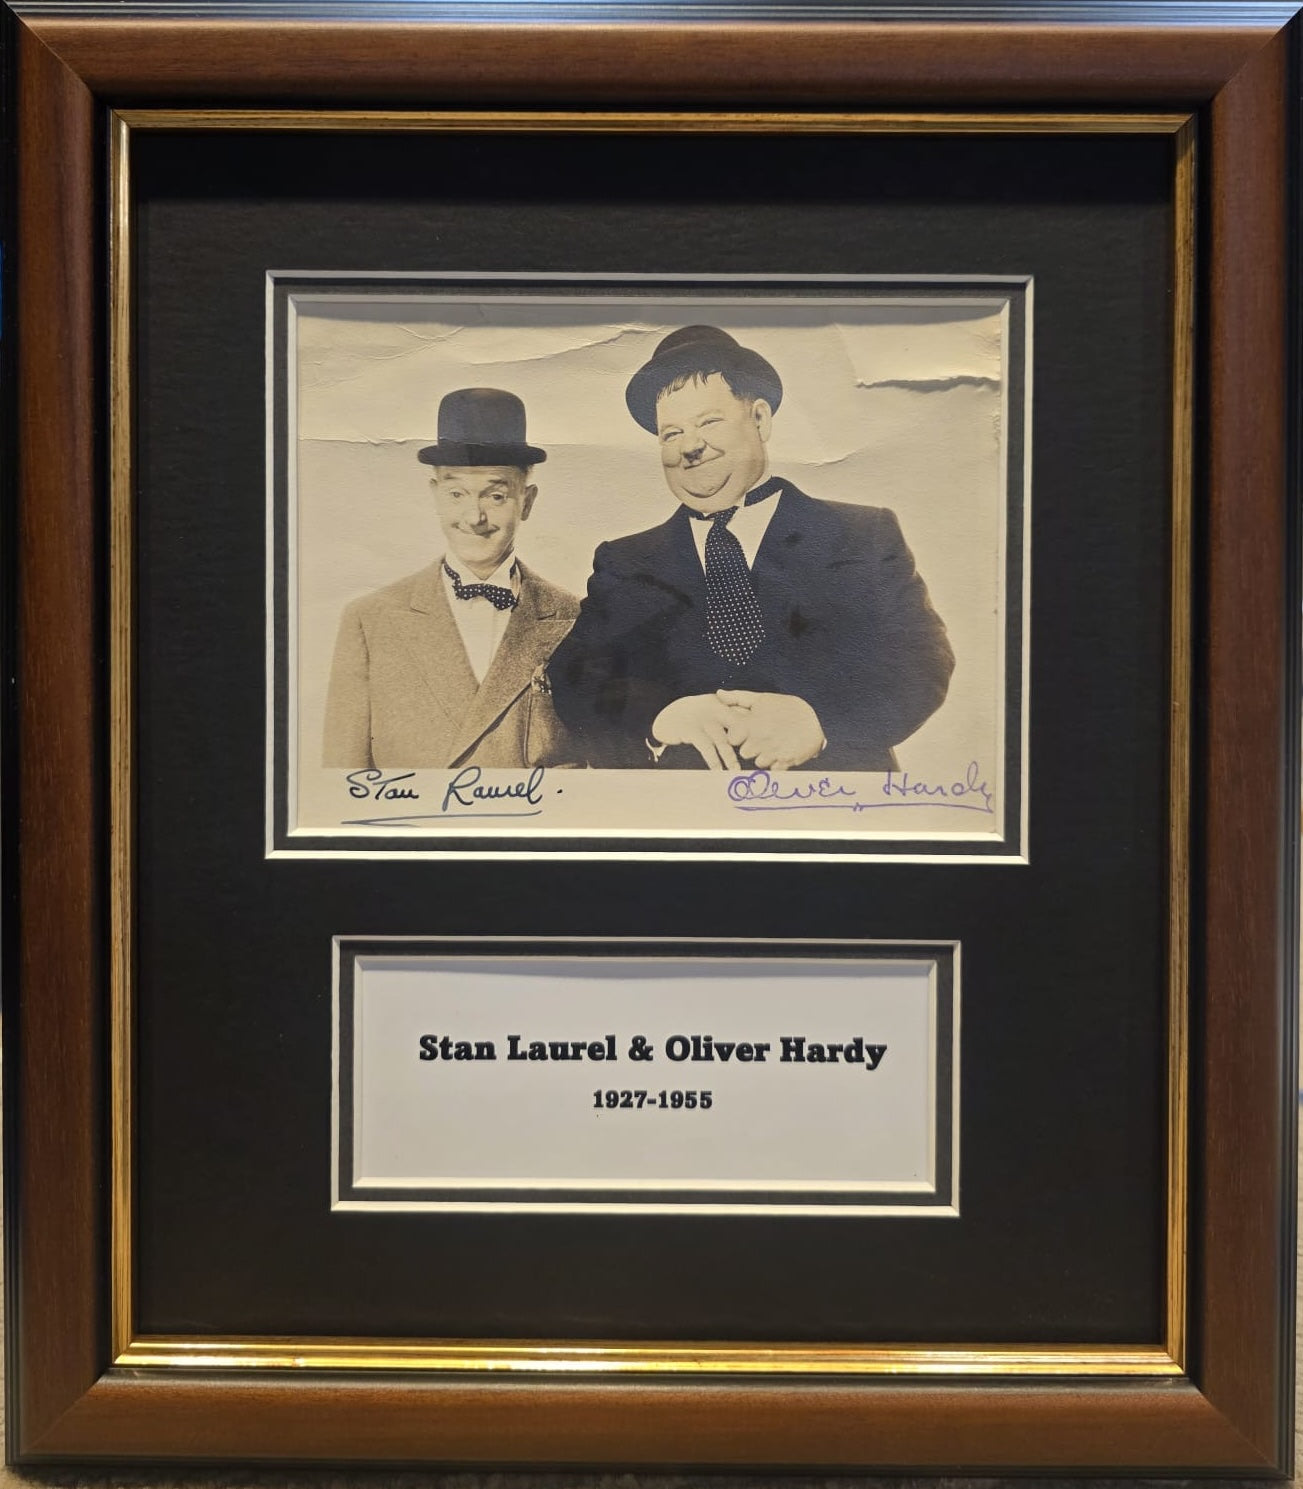 Stan Laurel.
Oliver Hardy
Stan Laurel & Oliver Hardy
1927-1955